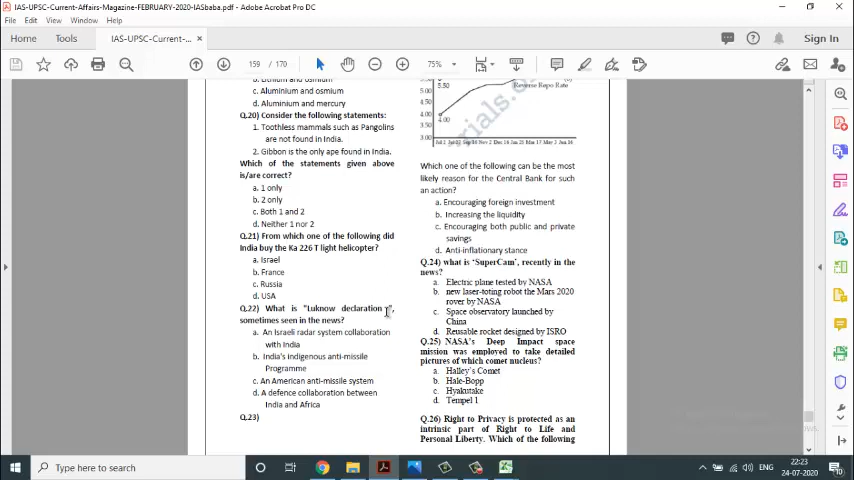 IAS-UPSC-Current-Affairs-Magazine-FEBRUARY-2020-IASbaba.pdf - Adobe Acrobat Pro DC
File Edit View Window Help
Home Tools IAS-UPSC-Current-... × Sign In
159 / 170 75%
b. Lithium and osmium
c. Aluminium and osmium
d. Aluminium and mercury
Q.20) Consider the following statements:
1. Toothless mammals such as Pangolins
are not found in India.
2. Gibbon is the only ape found in India.
Which of the statements given above
is/are correct?
a. 1 only
b. 2 only
c. Both 1 and 2
d. Neither 1 nor 2
Q.21) From which one of the following did
India buy the Ka 226 T light helicopter?
a. Israel
b. France
c. Russia
d. USA
Q.22) What is "Luknow declaration ",
sometimes seen in the news?
a. An Israeli radar system collaboration
with India
b. India's indigenous anti-missile
Programme
c. An American anti-missile system
d. A defence collaboration between
India and Africa
Q.23)
5.50
5.00
4.50
4.00
3.50
3.00
4.00
Reverse Repo Rate
rials.o
Which one of the following can be the most
likely reason for the Central Bank for such
an action?
a. Encouraging foreign investment
b. Increasing the liquidity
c. Encouraging both public and private
savings
d. Anti-inflationary stance
Q.24) what is 'SuperCam', recently in the
news?
a. Electric plane tested by NASA
b. new laser-toting robot the Mars 2020
rover by NASA
c. Space observatory launched by
China
d. Reusable rocket designed by ISRO
Q.25) NASA's Deep Impact space
mission was employed to take detailed
pictures of which comet nucleus?
a. Halley's Comet
b. Hale-Bopp
c. Hyakutake
d. Tempel 1
Q.26) Right to Privacy is protected as an
intrinsic part of Right to Life and
Personal Liberty. Which of the following
Type here to search
ENG
22:23
24-07-2020
10